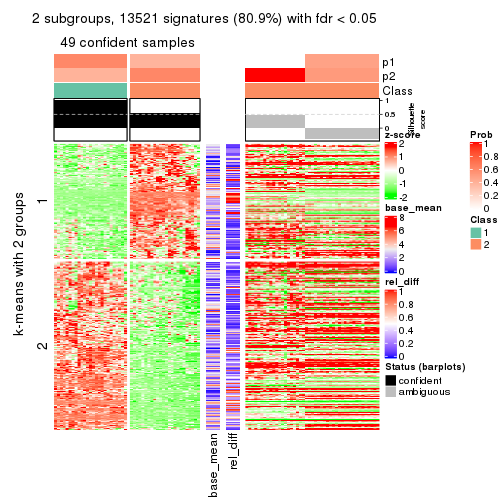 2 subgroups, 13521 signatures (80.9%) with fdr < 0.05
49 confident samples
p1
p2
Class
1
0.5
0
Silhouette
score
k-means with 2 groups
1
2
base_mean
rel_diff
z-score
2
1
0
-1
-2
base_mean
8
6
4
2
0
rel_diff
1
0.8
0.6
0.4
0.2
0
Status (barplots)
confident
ambiguous
Prob
1
0.8
0.6
0.4
0.2
0
Class
1
2